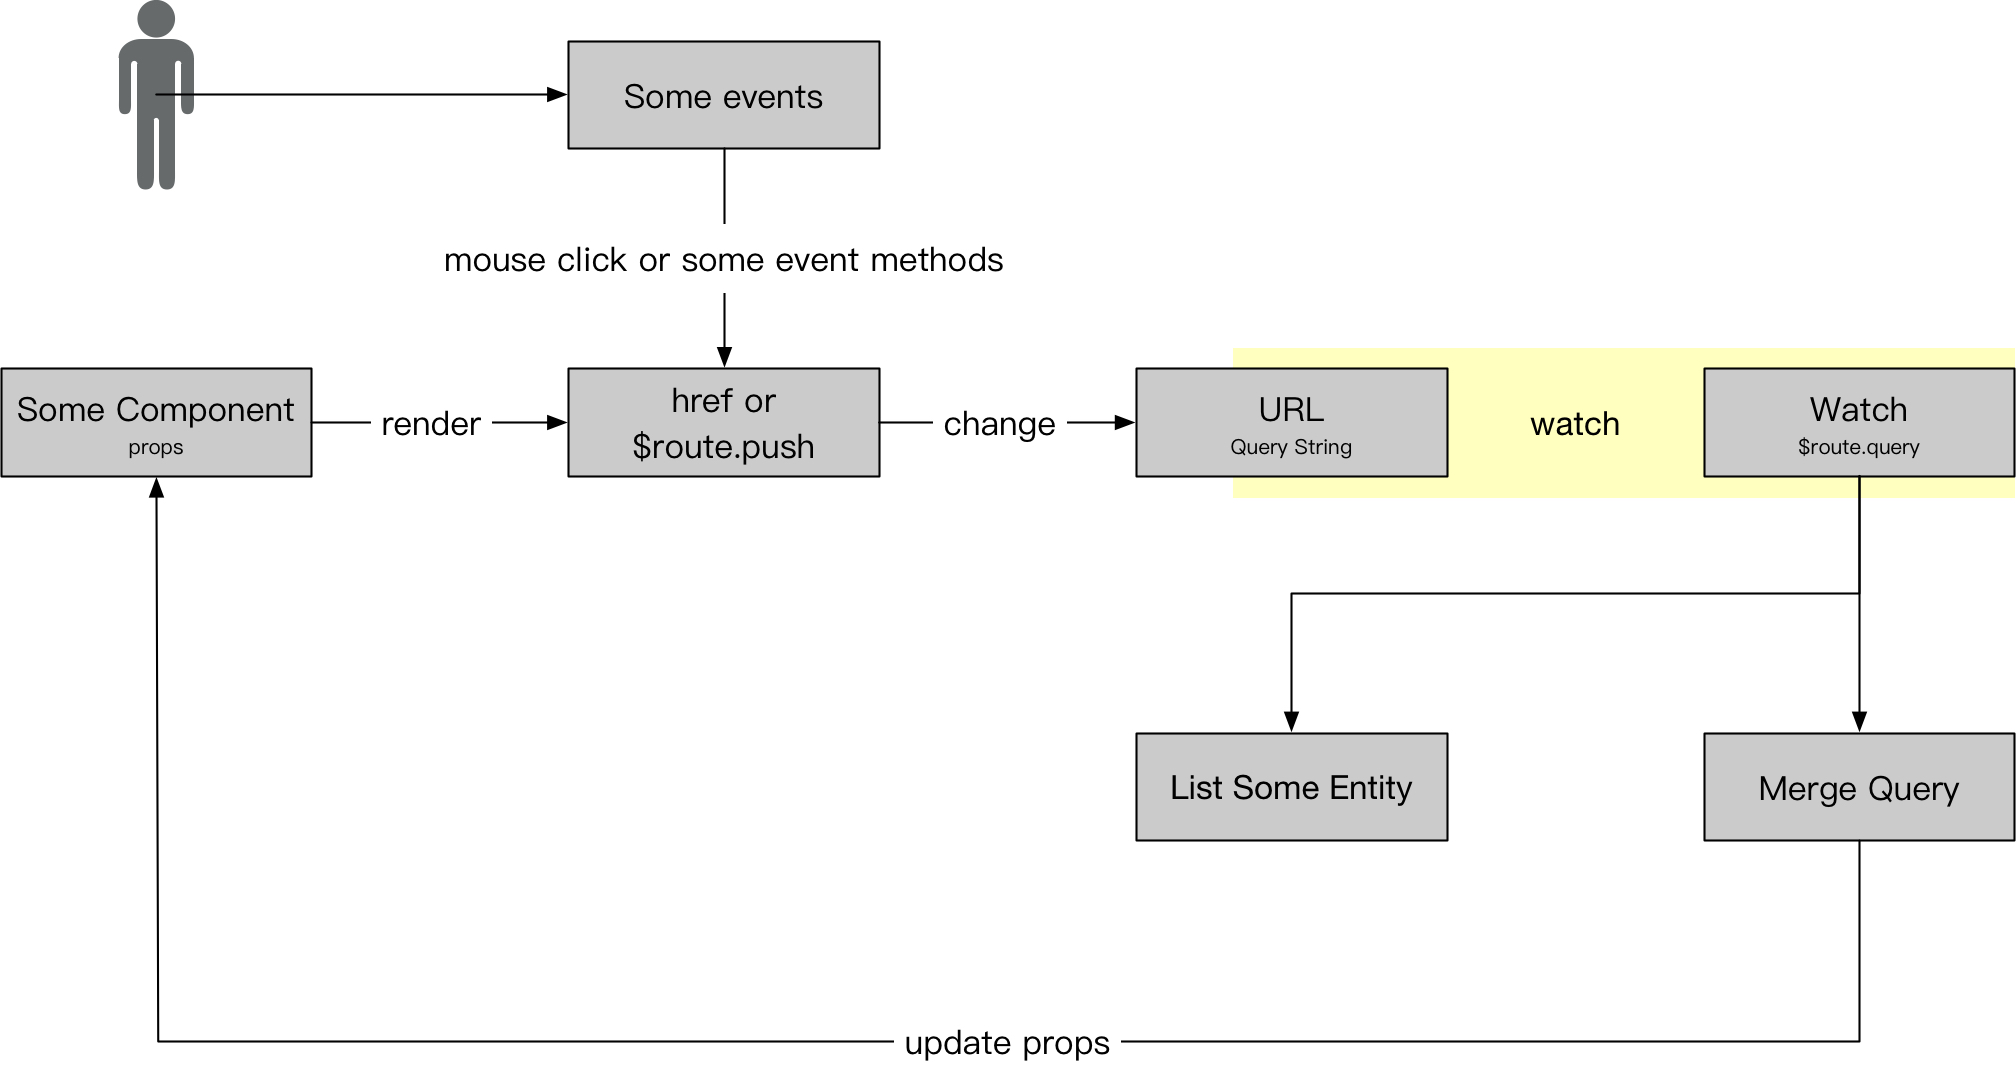 Some events
mouse click or some event methods
Some Component
props
render
href or
$route.push
change
URL
Query String
watch
Watch
$route.query
List Some Entity
Merge Query
update props